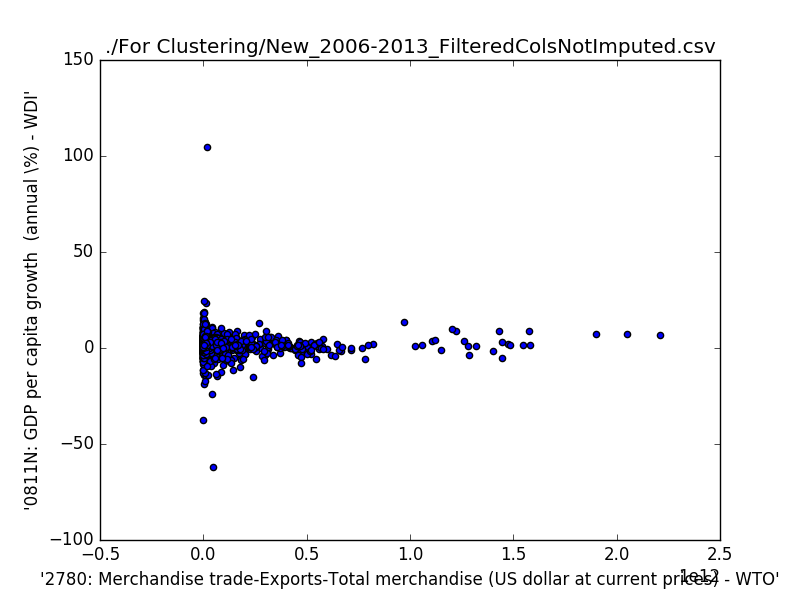 ./For Clustering/New_2006-2013_FilteredColsNotImputed.csv
150
100
50
0
−50
−100
'0811N: GDP per capita growth  (annual \%) - WDI'
−0.5 0.0 0.5 1.0 1.5 2.0 2.5
1e12
'2780: Merchandise trade-Exports-Total merchandise (US dollar at current prices) - WTO'